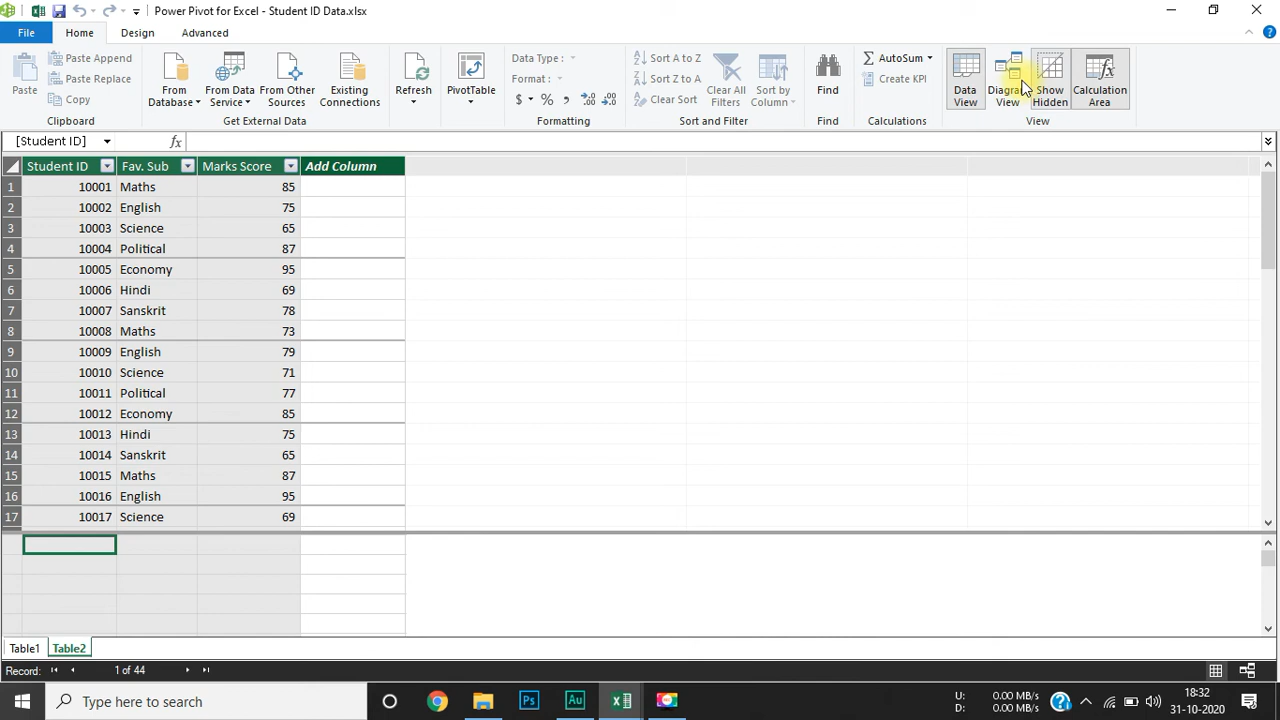 Power Pivot for Excel - Student ID Data.xlsx
File Home Design Advanced
Paste
Paste Append
Paste Replace
Copy
Clipboard
From Database
From Data Service
From Other Sources
Existing Connections
Get External Data
Refresh
PivotTable
Data Type :
Format :
$ % ,
Formatting
Sort A to Z
Sort Z to A
Clear Sort
Clear All Filters
Sort by Column
Sort and Filter
Find
Find
AutoSum
Create KPI
Calculations
Data View
Diagram View
Show Hidden
Calculation Area
View
[Student ID] fx
Student ID Fav. Sub Marks Score Add Column
1 10001 Maths 85
2 10002 English 75
3 10003 Science 65
4 10004 Political 87
5 10005 Economy 95
6 10006 Hindi 69
7 10007 Sanskrit 78
8 10008 Maths 73
9 10009 English 79
10 10010 Science 71
11 10011 Political 77
12 10012 Economy 85
13 10013 Hindi 75
14 10014 Sanskrit 65
15 10015 Maths 87
16 10016 English 95
17 10017 Science 69
Table1 Table2
Record: 1 of 44
Type here to search
Ps Au
U: 0.00 MB/s
D: 0.00 MB/s
18:32
31-10-2020